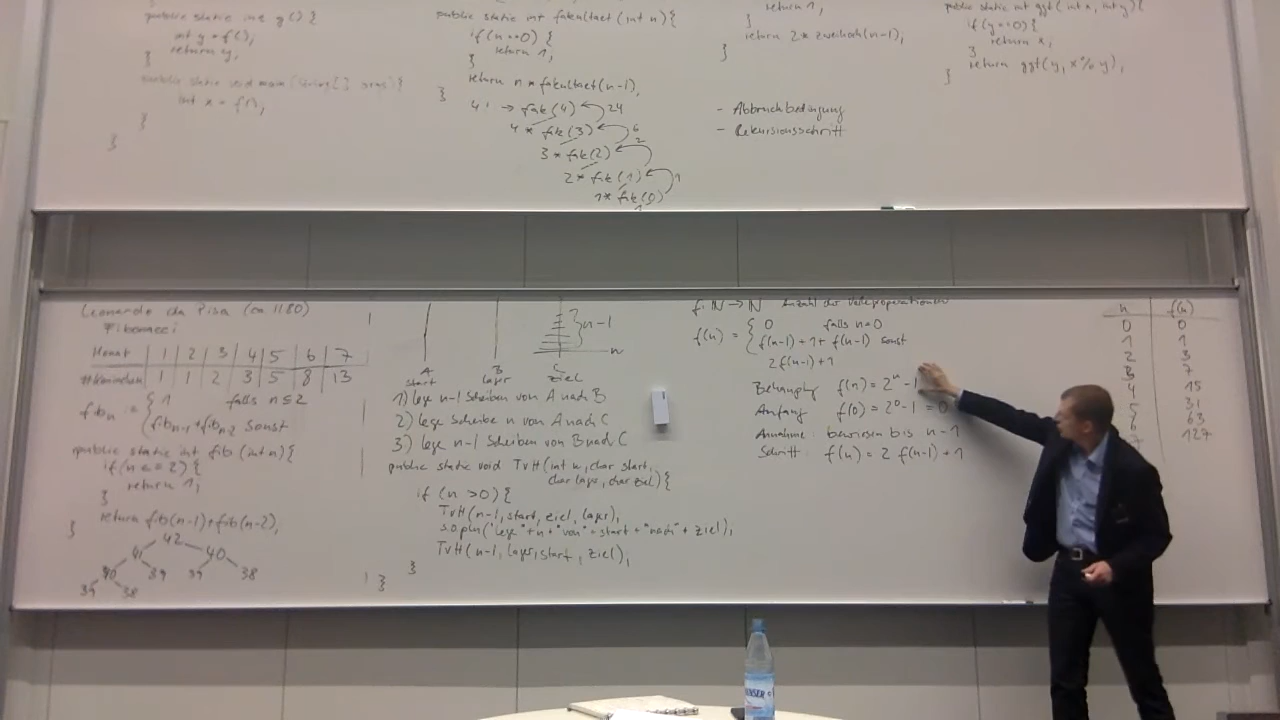 public static int g() {
int y = f();
return y;
}
public static void main (String[] args) {
int x = f();
}
}
public static int fakultaet (int n) {
if (n == 0) {
return 1;
}
return n * fakultaet (n-1);
}
4! → fak(4) 24
4 * fak(3) 6
3 * fak(2) 2
2 * fak(1) 1
1 * fak(0)
1
return 1;
}
return 2 * zweihoch(n-1);
}
- Abbruchbedingung
- Rekursionsschritt
public static int ggt( int x, int y) {
if (y == 0) {
return x;
}
return ggt(y, x % y);
}
Leonardo da Pisa (ca 1180)
Fibonacci
Monat 1 2 3 4 5 6 7
#Kaninchen 1 1 2 3 5 8 13
fib n = { 1 falls n ≤ 2
fib n-1 + fib n-2 sonst
public static int fib (int n) {
if (n <= 2) {
return 1;
}
return fib(n-1) + fib(n-2);
}
42
41 40
40 39 39 38
39 38
} n-1
n
A B C
start lager ziel
1) lege n-1 Scheiben von A nach B
2) lege Scheibe n von A nach C
3) lege n-1 Scheiben von B nach C
public static void TvH (int n, char start,
char lager, char ziel) {
if (n > 0) {
TvH (n-1, start, ziel, lager);
S.O.pln("lege" + n + "von" + start + "nach" + ziel);
TvH (n-1, lager, start, ziel);
}
}
f: ℕ → ℕ Anzahl der Verlegeoperationen
f(n) = { 0 falls n=0
f(n-1) + 1 + f(n-1) sonst
2 f(n-1) + 1
Behauptg f(n) = 2ⁿ - 1
Anfang f(0) = 2⁰ - 1 = 0
Annahme: bewiesen bis n-1
Schritt: f(n) = 2 f(n-1) + 1
n f(n)
0 0
1 1
2 3
3 7
4 15
5 31
6 63
7 127